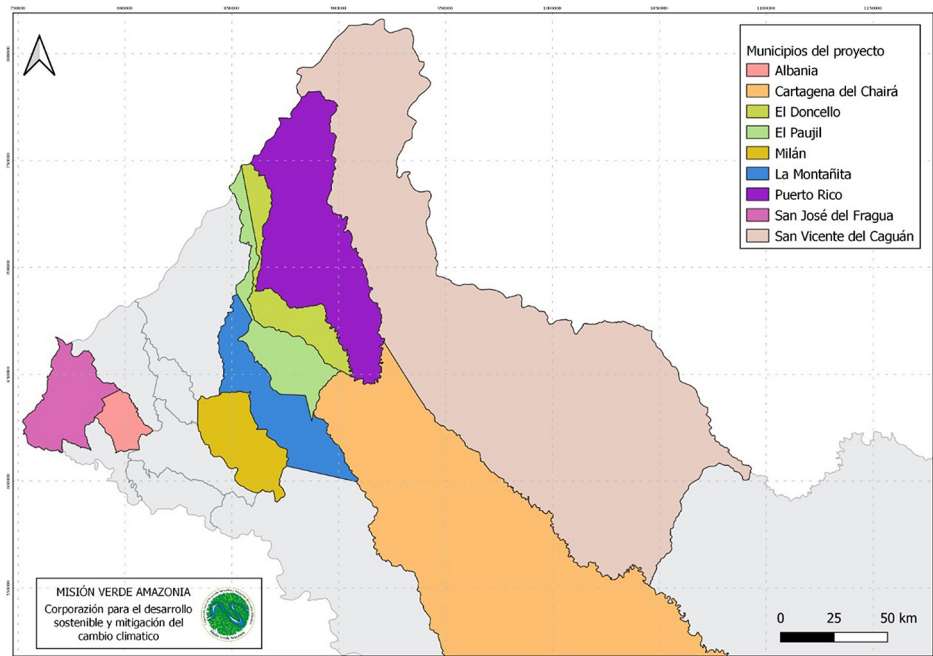 Municipios del proyecto
Albania
Cartagena del Chairá
El Doncello
El Paujil
Milán
La Montañita
Puerto Rico
San José del Fragua
San Vicente del Caguán
MISIÓN VERDE AMAZONIA
Corporazión para el desarrollo
sostenible y mitigación del
cambio climatico
0 25 50 km